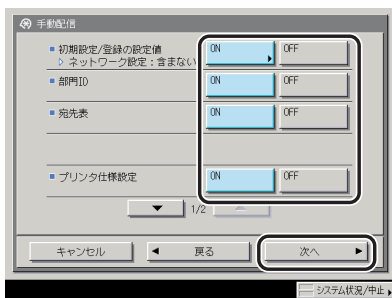 手動配信
初期設定/登録の設定値 ON OFF
ネットワーク設定:含まない
部門ID ON OFF
宛先表 ON OFF
プリンタ仕様設定 ON OFF
▼ 1/2 ▲
キャンセル ◀ 戻る 次へ ▶
システム状況/中止